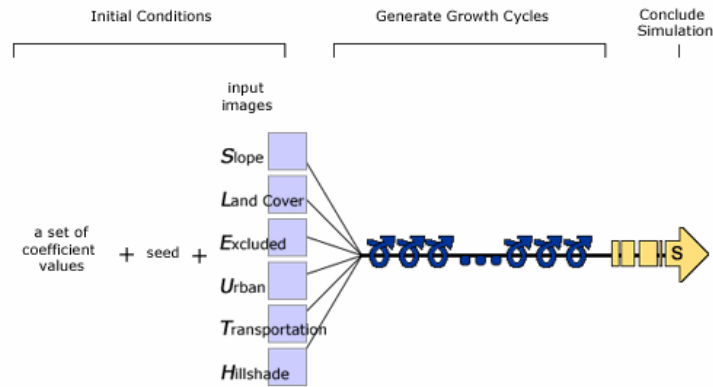 Initial Conditions
Generate Growth Cycles
Conclude
Simulation
input
images
Slope
Land Cover
Excluded
Urban
Transportation
Hillshade
a set of
coefficient
values
+ seed +
S